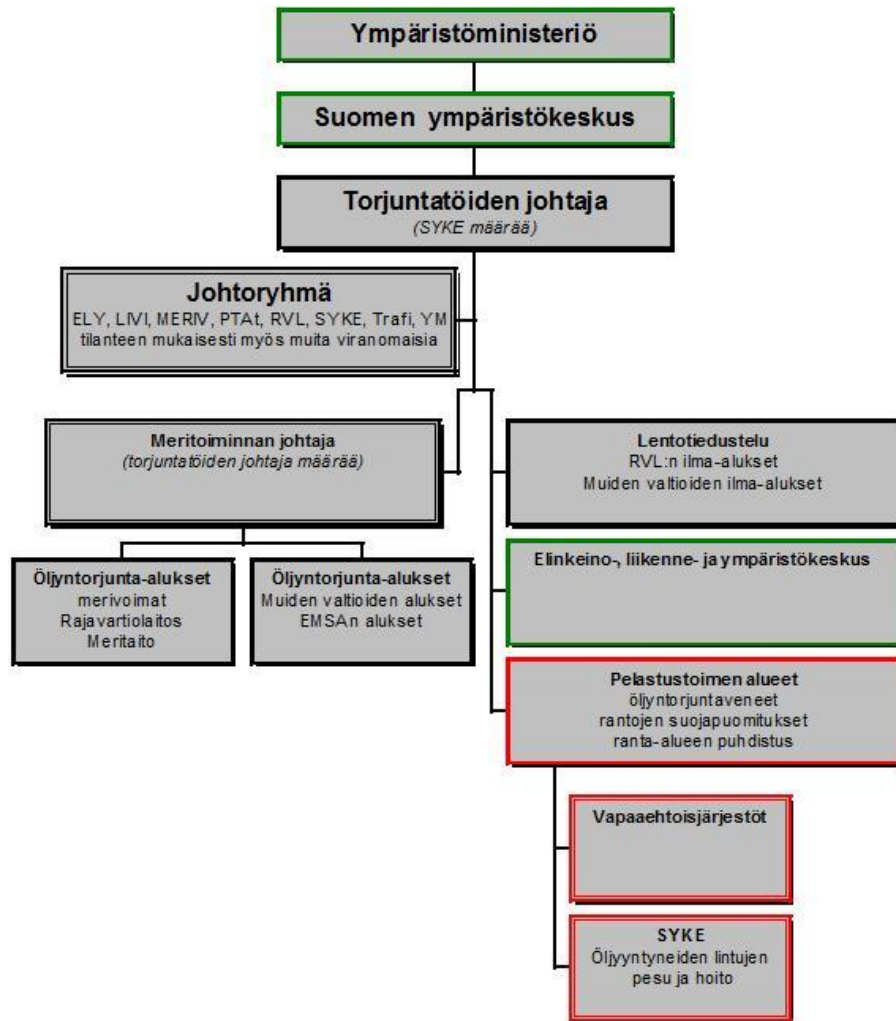 Ympäristöministeriö
Suomen ympäristökeskus
Torjuntatöiden johtaja
(SYKE määrää)
Johtoryhmä
ELY, LIVI, MERIV, PTAt, RVL, SYKE, Trafi, YM
tilanteen mukaisesti myös muita viranomaisia
Meritoiminnan johtaja
(torjuntatöiden johtaja määrää)
Öljyntorjunta-alukset
merivoimat
Rajavartiolaitos
Meritaito
Öljyntorjunta-alukset
Muiden valtioiden alukset
EMSAn alukset
Lentotiedustelu
RVL:n ilma-alukset
Muiden valtioiden ilma-alukset
Elinkeino-, liikenne- ja ympäristökeskus
Pelastustoimen alueet
öljyntorjuntaveneet
rantojen suojapuomitukset
ranta-alueen puhdistus
Vapaaehtoisjärjestöt
SYKE
Öljyyntyneiden lintujen
pesu ja hoito